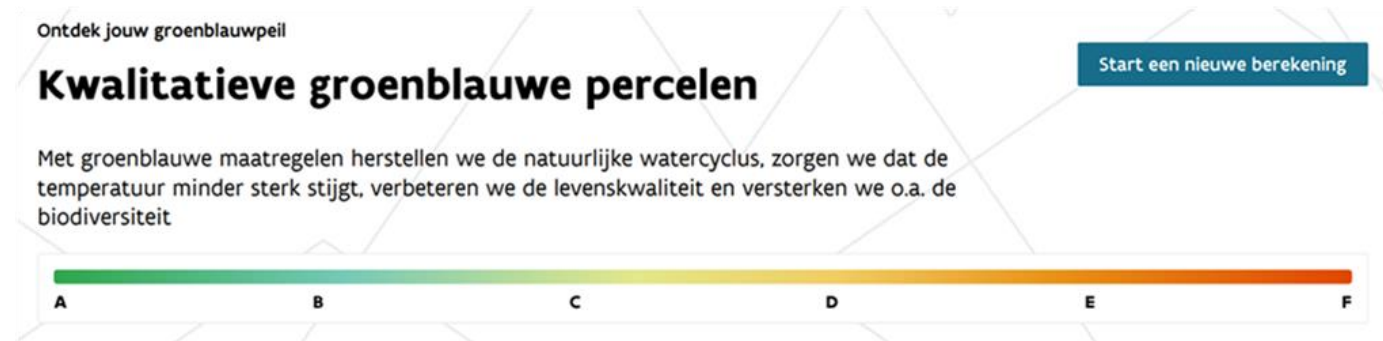 Ontdek jouw groenblauwpeil
Start een nieuwe berekening
Kwalitatieve groenblauwe percelen
Met groenblauwe maatregelen herstellen we de natuurlijke watercyclus, zorgen we dat de
temperatuur minder sterk stijgt, verbeteren we de levenskwaliteit en versterken we o.a. de
biodiversiteit
A B C D E F